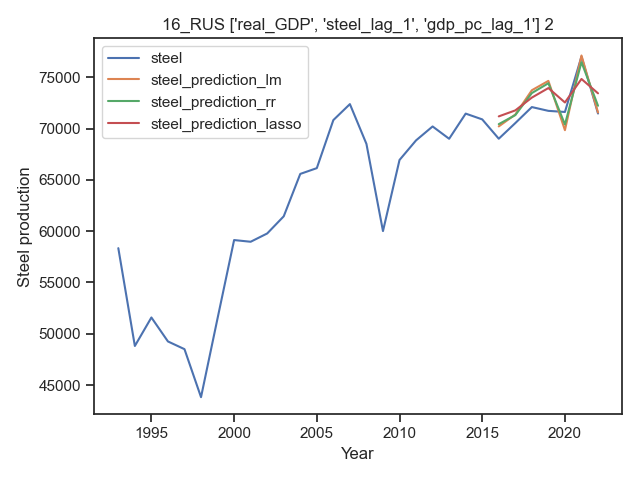 16_RUS ['real_GDP', 'steel_lag_1', 'gdp_pc_lag_1'] 2
steel
steel_prediction_lm
steel_prediction_rr
steel_prediction_lasso
75000
70000
65000
60000
55000
50000
45000
Steel production
1995
2000
2005
2010
2015
2020
Year